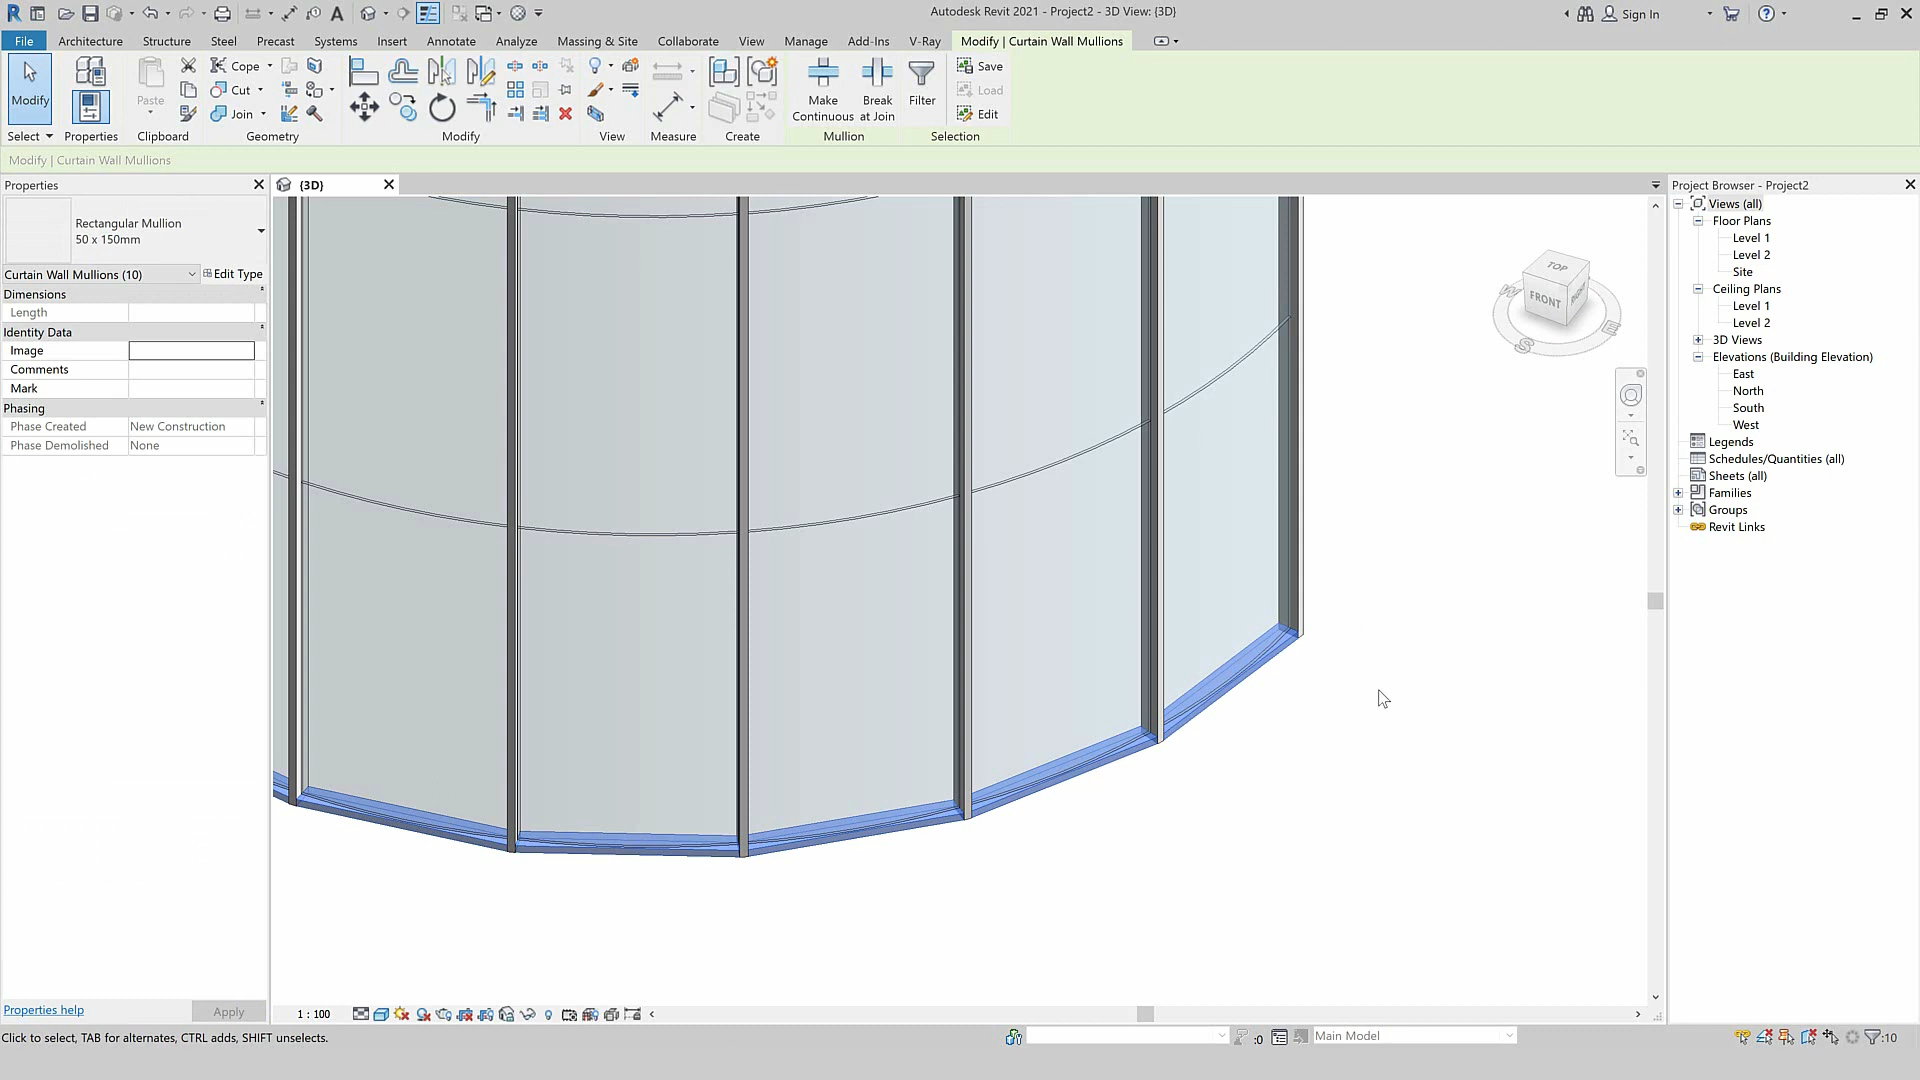 Autodesk Revit 2021 - Project2 - 3D View: {3D}
Sign In
File
Architecture
Structure
Steel
Precast
Systems
Insert
Annotate
Analyze
Massing & Site
Collaborate
View
Manage
Add-Ins
V-Ray
Modify | Curtain Wall Mullions
Modify
Paste
Cope
Cut
Join
Make
Continuous
Break
at Join
Filter
Save
Load
Edit
Select
Properties
Clipboard
Geometry
Modify
View
Measure
Create
Mullion
Selection
Modify | Curtain Wall Mullions
Properties
Rectangular Mullion
50 x 150mm
Curtain Wall Mullions (10)
Edit Type
Dimensions
Length
Identity Data
Image
Comments
Mark
Phasing
Phase Created New Construction
Phase Demolished None
Properties help
Apply
{3D}
TOP
FRONT
RIGHT
W
S
E
1 : 100
Project Browser - Project2
Views (all)
Floor Plans
Level 1
Level 2
Site
Ceiling Plans
Level 1
Level 2
3D Views
Elevations (Building Elevation)
East
North
South
West
Legends
Schedules/Quantities (all)
Sheets (all)
Families
Groups
Revit Links
Click to select, TAB for alternates, CTRL adds, SHIFT unselects.
:0
Main Model
:10